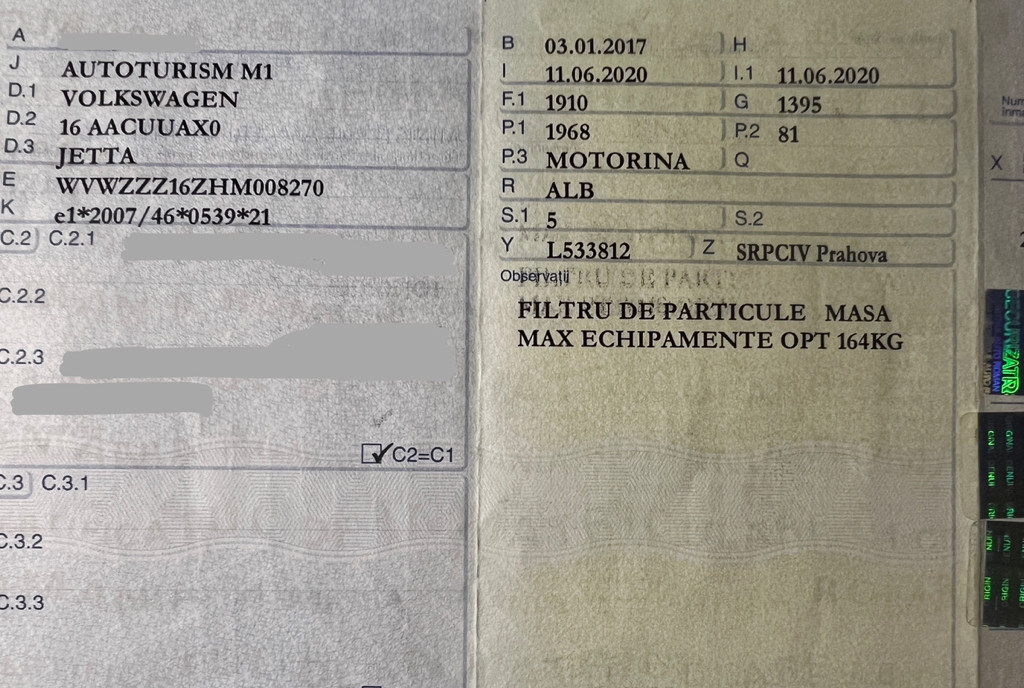 A
J AUTOTURISM M1
D.1 VOLKSWAGEN
D.2 16 AACUUAX0
D.3 JETTA
E WVWZZZ16ZHM008270
K e1*2007/46*0539*21
C.2 C.2.1
C.2.2
C.2.3
C2=C1
C.3 C.3.1
C.3.2
C.3.3
B 03.01.2017 H
I 11.06.2020 I.1 11.06.2020
F.1 1910 G 1395
P.1 1968 P.2 81
P.3 MOTORINA Q
R ALB
S.1 5 S.2
Y L533812 Z SRPCIV Prahova
Observații
FILTRU DE PARTICULE MASA
MAX ECHIPAMENTE OPT 164KG
X